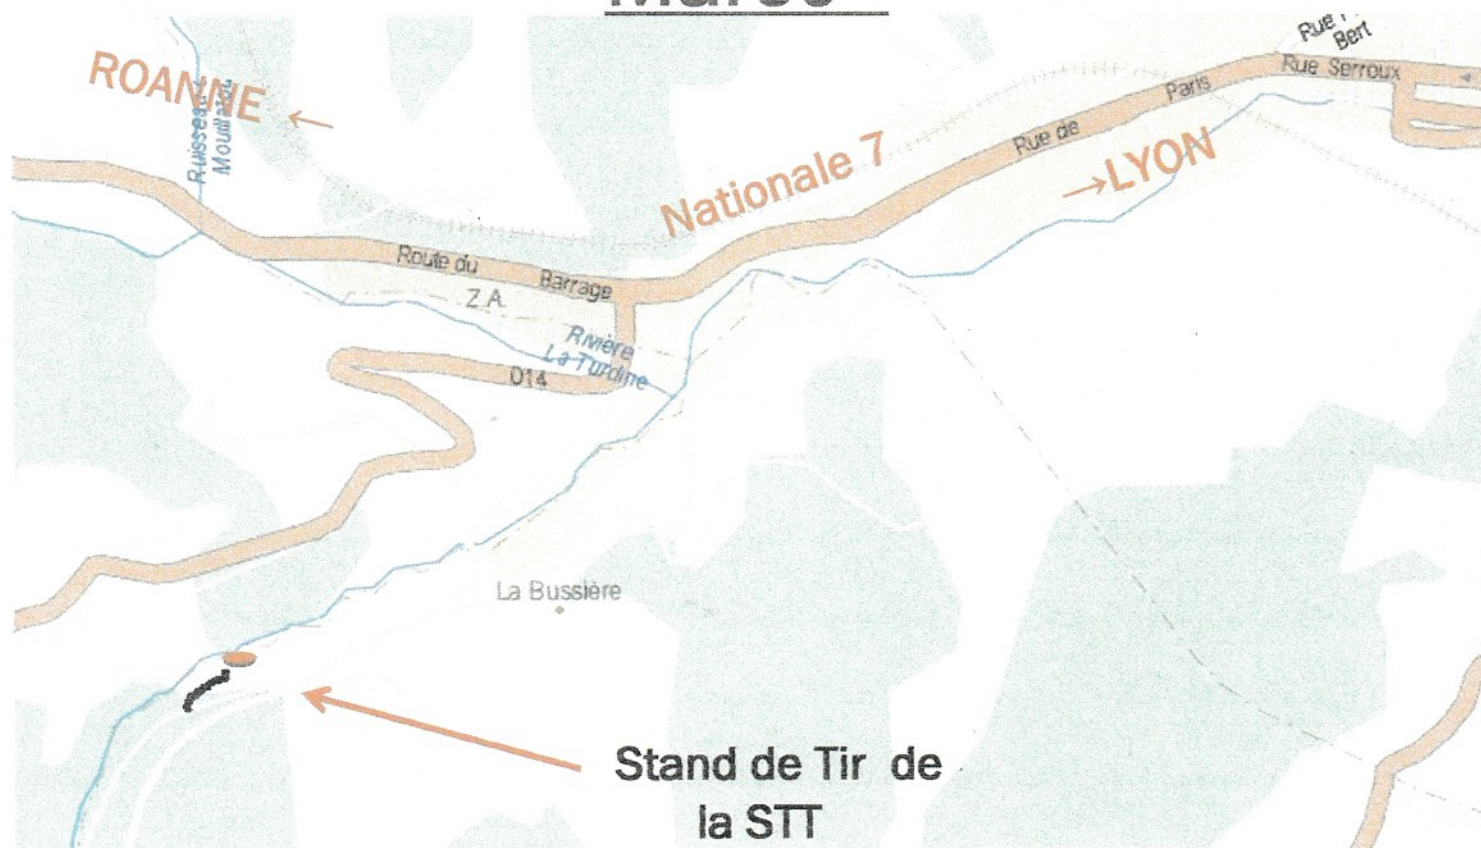 ROANNE ←
Ruisseau
Rue
Bert
Rue Serroux
Paris
Rue de
→LYON
Nationale 7
Route du
Barrage
Z A
Rivière
La Turdine
D14
La Bussière
Stand de Tir de
la STT